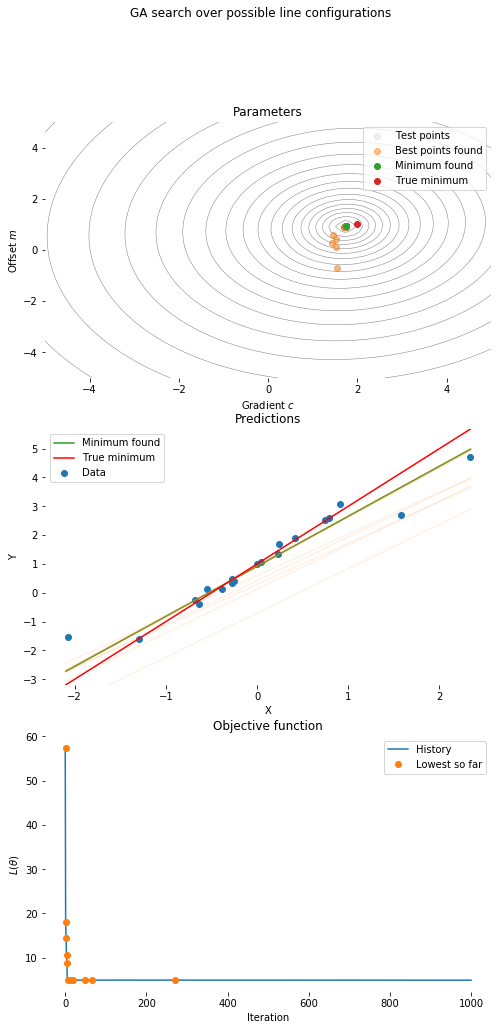 GA search over possible line configurations
Parameters
Test points
Best points found
Minimum found
True minimum
4
2
0
−2
−4
Offset m
−4 −2 0 2 4
Gradient c
Predictions
Minimum found
True minimum
Data
5
4
3
2
1
0
−1
−2
−3
Y
−2 −1 0 1 2
X
Objective function
History
Lowest so far
60
50
40
30
20
10
L(θ)
0 200 400 600 800 1000
Iteration